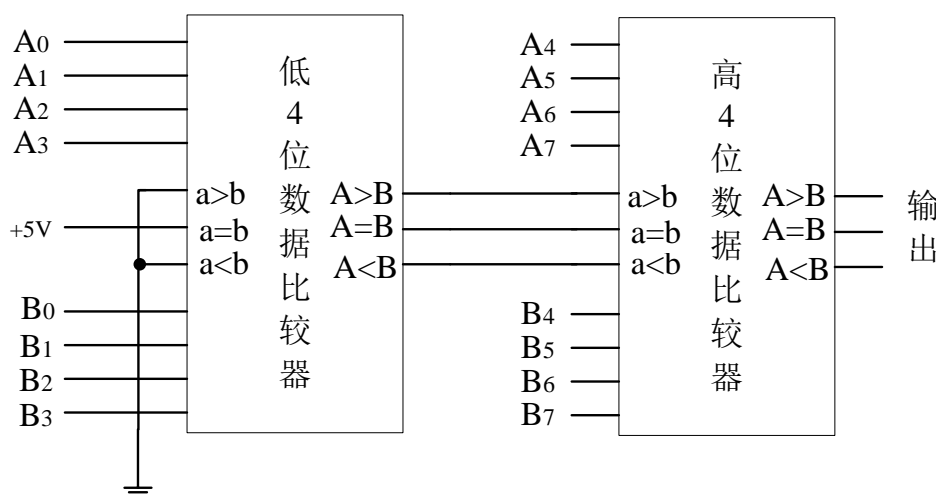 A0
A1
A2
A3
a>b
+5V
a=b
a<b
B0
B1
B2
B3
低4位数据比较器
A>B
A=B
A<B
A4
A5
A6
A7
a>b
a=b
a<b
B4
B5
B6
B7
高4位数据比较器
A>B
A=B
A<B
输出